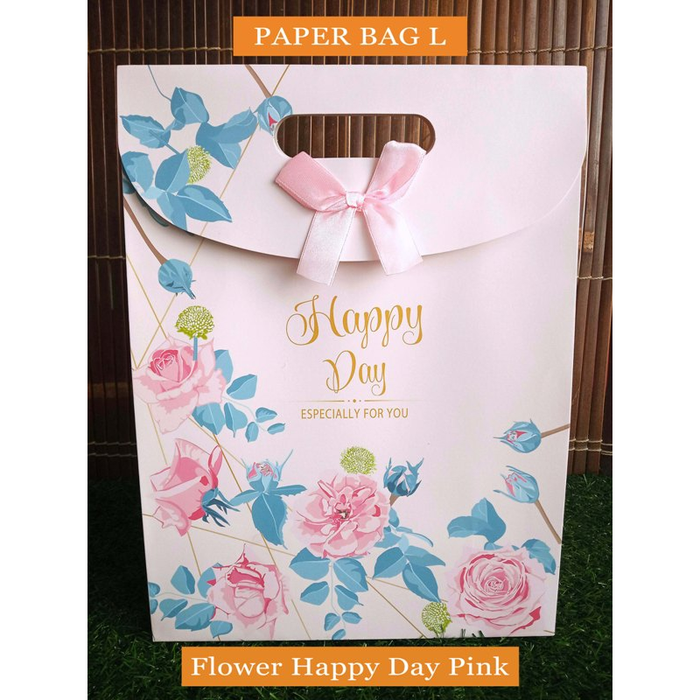 PAPER BAG L
Happy
Day
ESPECIALLY FOR YOU
Flower Happy Day Pink